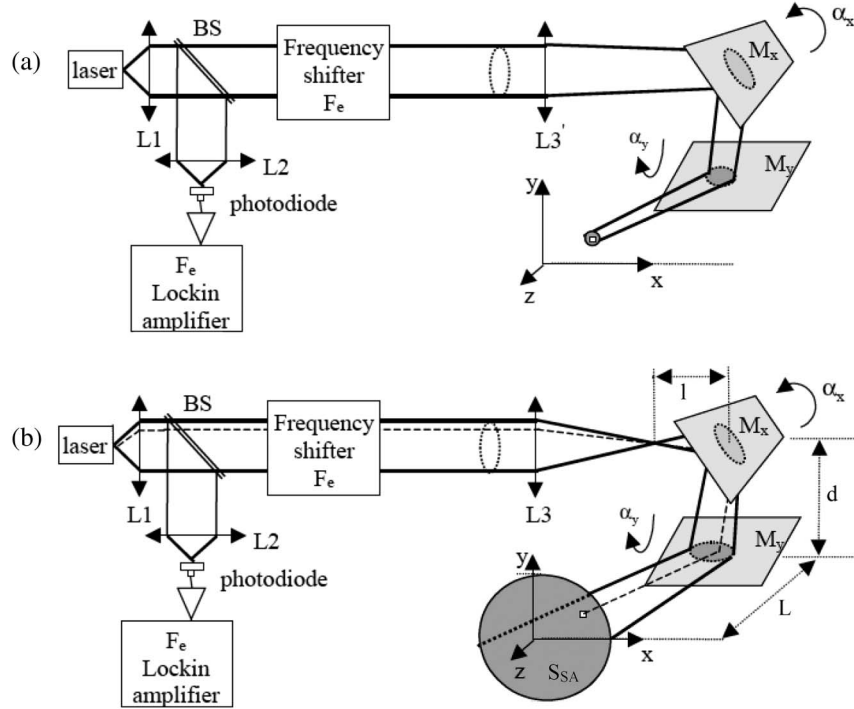 (a)
laser
BS
L1
L2
photodiode
Fe
Lockin
amplifier
Frequency
shifter
Fe
L3'
Mx
αx
αy
My
y
x
z
(b)
laser
BS
L1
L2
photodiode
Fe
Lockin
amplifier
Frequency
shifter
Fe
L3
l
Mx
αx
d
αy
My
L
y
x
z
SSA